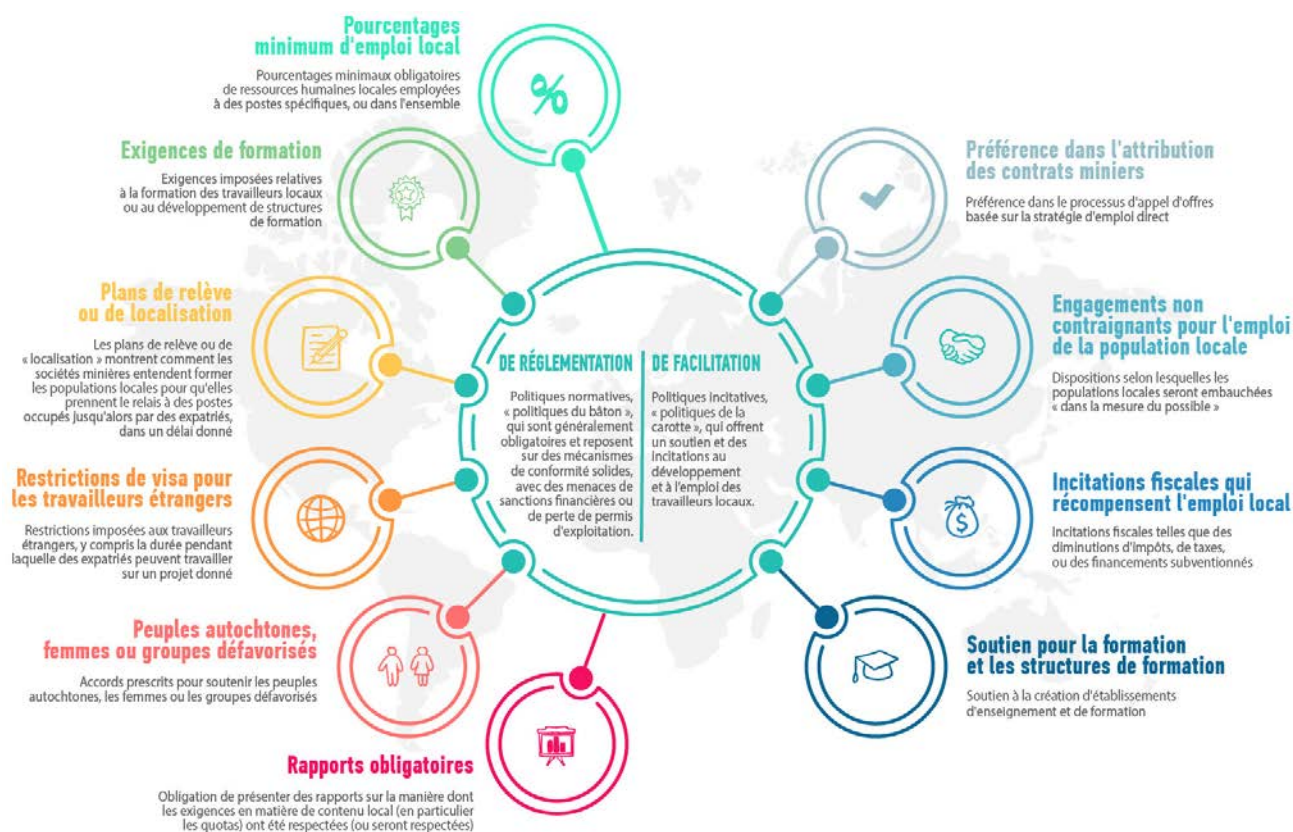 Pourcentages
minimum d'emploi local
Pourcentages minimaux obligatoires
de ressources humaines locales employées
à des postes spécifiques, ou dans l'ensemble
%
Exigences de formation
Exigences imposées relatives
à la formation des travailleurs locaux
ou au développement de structures
de formation
Plans de relève
ou de localisation
Les plans de relève ou de
« localisation » montrent comment les
sociétés minières entendent former
les populations locales pour qu'elles
prennent le relais à des postes
occupés jusqu'alors par des expatriés,
dans un délai donné
Restrictions de visa pour
les travailleurs étrangers
Restrictions imposées aux travailleurs
étrangers, y compris la durée pendant
laquelle des expatriés peuvent travailler
sur un projet donné
Peuples autochtones,
femmes ou groupes défavorisés
Accords prescrits pour soutenir les peuples
autochtones, les femmes ou les groupes défavorisés
Rapports obligatoires
Obligation de présenter des rapports sur la manière dont
les exigences en matière de contenu local (en particulier
les quotas) ont été respectées (ou seront respectées)
DE RÉGLEMENTATION
Politiques normatives,
« politiques du bâton »,
qui sont généralement
obligatoires et reposent
sur des mécanismes
de conformité solides,
avec des menaces de
sanctions financières ou
de perte de permis
d'exploitation.
DE FACILITATION
Politiques incitatives,
« politiques de la
carotte », qui offrent
un soutien et des
incitations au
développement
et à l'emploi des
travailleurs locaux.
Préférence dans l'attribution
des contrats miniers
Préférence dans le processus d'appel d'offres
basée sur la stratégie d'emploi direct
Engagements non
contraignants pour l'emploi
de la population locale
Dispositions selon lesquelles les
populations locales seront embauchées
« dans la mesure du possible »
Incitations fiscales qui
récompensent l'emploi local
Incitations fiscales telles que des
diminutions d'impôts, de taxes,
ou des financements subventionnés
$
Soutien pour la formation
et les structures de formation
Soutien à la création d'établissements
d'enseignement et de formation